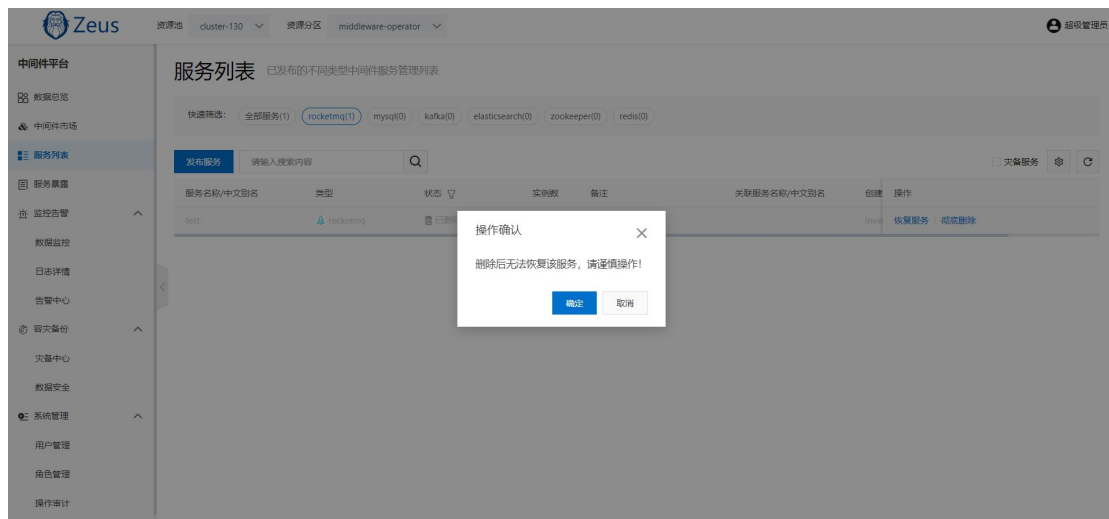 Zeus 资源池 cluster-130 资源分区 middleware-operator 超级管理员
中间件平台
数据总览
中间件市场
服务列表
服务暴露
监控告警
数据监控
日志详情
告警中心
容灾备份
灾备中心
数据安全
系统管理
用户管理
角色管理
操作审计
服务列表 已发布的不同类型中间件服务管理列表
快速筛选: 全部服务(1) rocketmq(1) mysql(0) kafka(0) elasticsearch(0) zookeeper(0) redis(0)
发布服务 请输入搜索内容 灾备服务
服务名称/中文别名 类型 状态 实例数 备注 关联服务名称/中文别名 创建 操作
test rocketmq 已删 inval 恢复服务 彻底删除
操作确认
删除后无法恢复该服务，请谨慎操作!
确定 取消